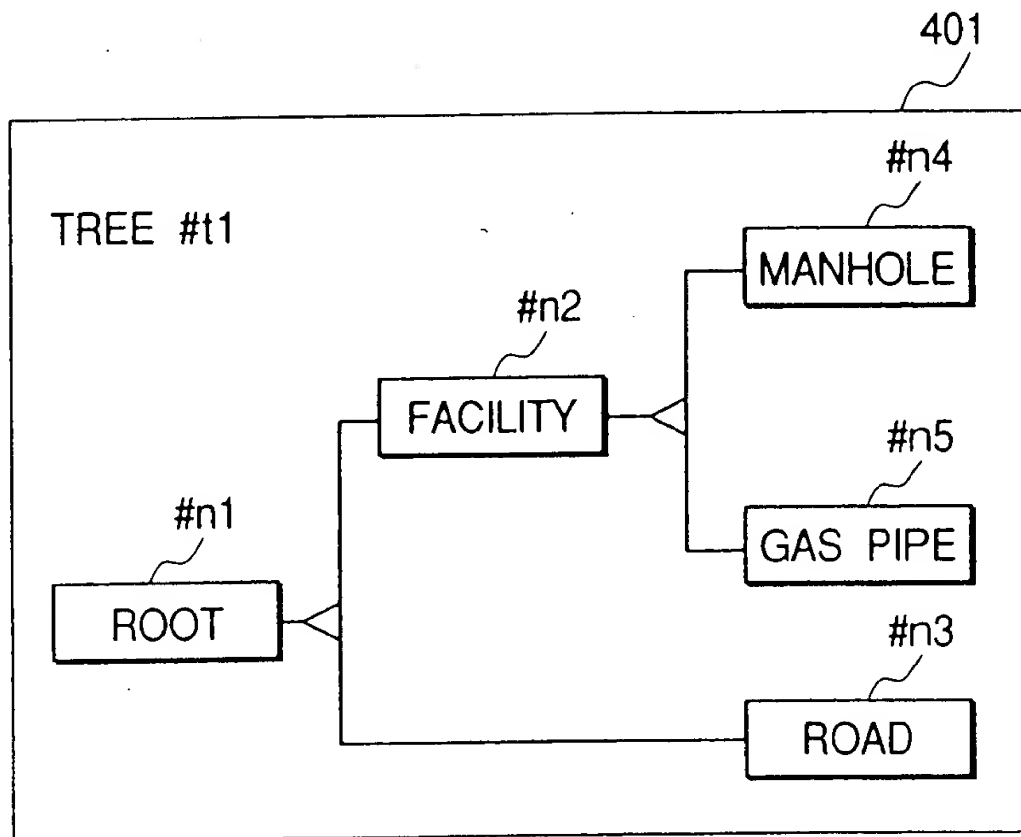 401
TREE #t1
#n4
MANHOLE
#n2
FACILITY
#n5
GAS PIPE
#n1
ROOT
#n3
ROAD